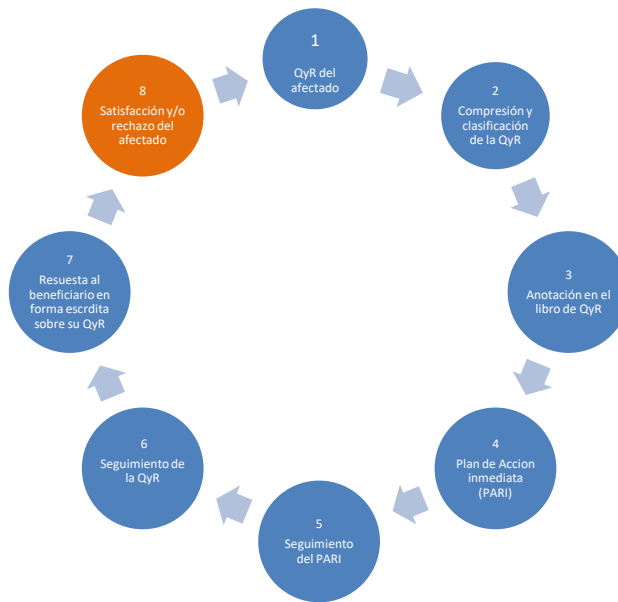 1
QyR del
afectado
2
Compresión y
clasificación
de la QyR
3
Anotación en el
libro de QyR
4
Plan de Accion
inmediata
(PARI)
5
Seguimiento
del PARI
6
Seguimiento de
la QyR
7
Resuesta al
beneficiario en
forma escrdita
sobre su QyR
8
Satisfacción y/o
rechazo del
afectado